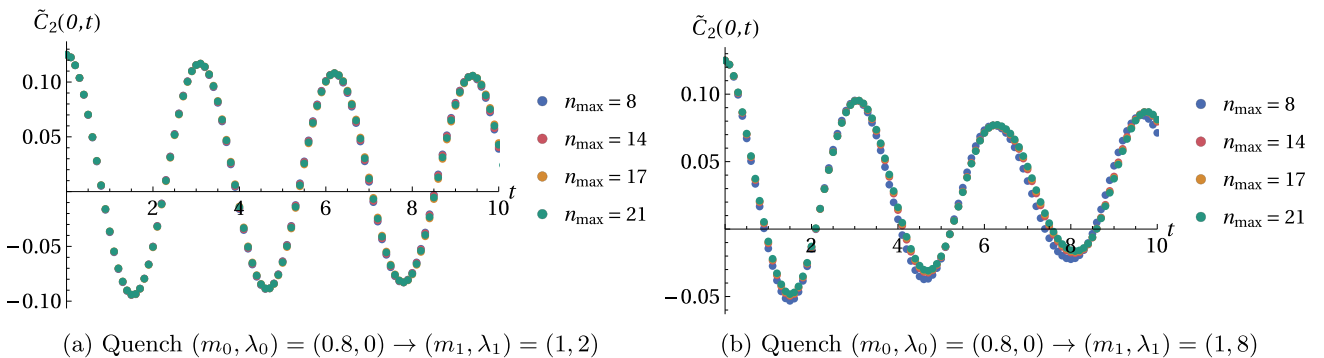 C̃₂(0,t)
0.10
0.05
−0.05
−0.10
2
4
6
8
10
t
n_max = 8
n_max = 14
n_max = 17
n_max = 21
(a) Quench (m₀, λ₀) = (0.8, 0) → (m₁, λ₁) = (1, 2)
C̃₂(0,t)
0.10
0.05
−0.05
2
4
6
8
10
t
n_max = 8
n_max = 14
n_max = 17
n_max = 21
(b) Quench (m₀, λ₀) = (0.8, 0) → (m₁, λ₁) = (1, 8)